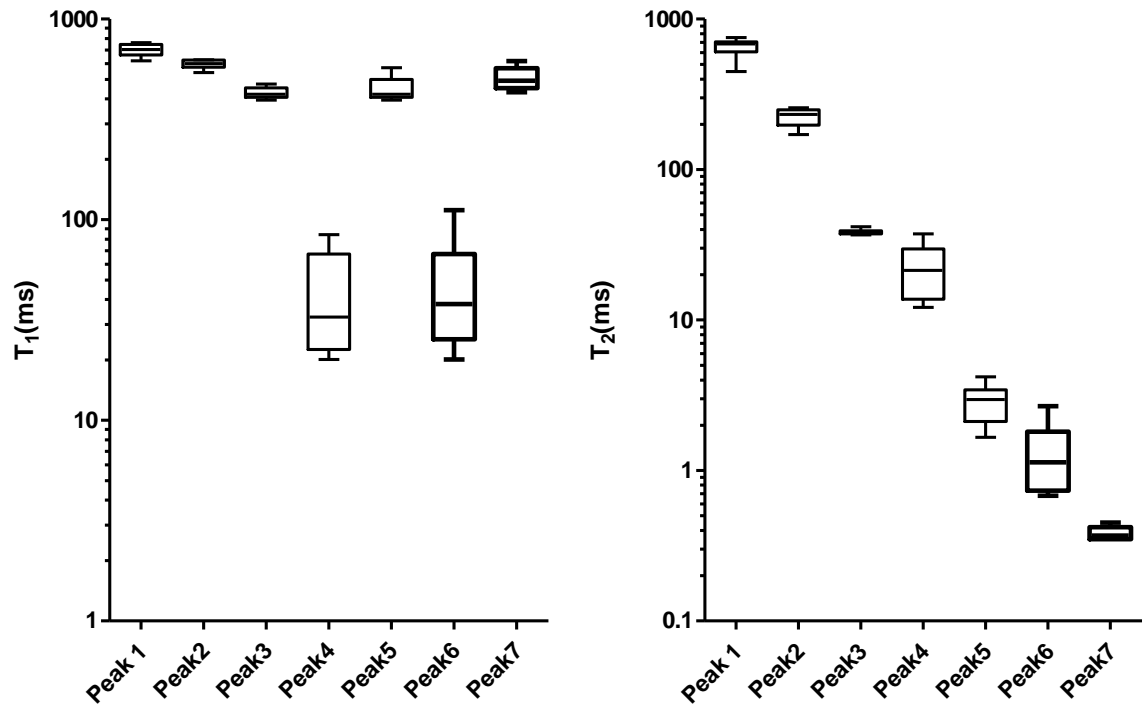 T1(ms)
1000
100
10
1
Peak 1
Peak2
Peak3
Peak4
Peak5
Peak6
Peak7
T2(ms)
1000
100
10
1
0.1
Peak 1
Peak2
Peak3
Peak4
Peak5
Peak6
Peak7